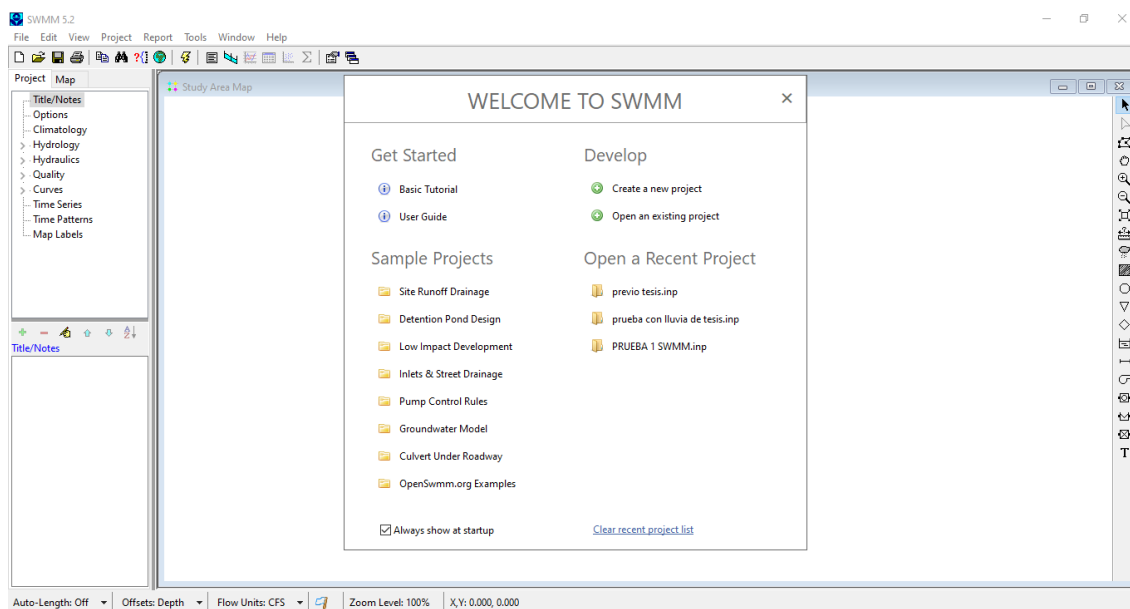 SWMM 5.2
File Edit View Project Report Tools Window Help
Project Map
Title/Notes
Options
Climatology
Hydrology
Hydraulics
Quality
Curves
Time Series
Time Patterns
Map Labels
Title/Notes
Study Area Map
WELCOME TO SWMM
Get Started
Basic Tutorial
User Guide
Develop
Create a new project
Open an existing project
Sample Projects
Site Runoff Drainage
Detention Pond Design
Low Impact Development
Inlets & Street Drainage
Pump Control Rules
Groundwater Model
Culvert Under Roadway
OpenSwmm.org Examples
Open a Recent Project
previo tesis.inp
prueba con lluvia de tesis.inp
PRUEBA 1 SWMM.inp
Always show at startup
Clear recent project list
T
Auto-Length: Off Offsets: Depth Flow Units: CFS Zoom Level: 100% X,Y: 0.000, 0.000